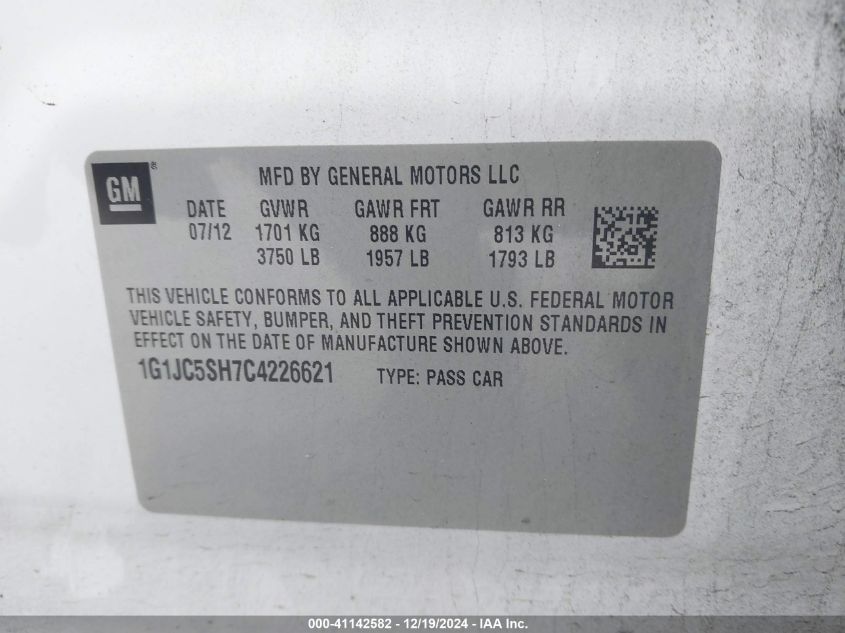 GM ®
MFD BY GENERAL MOTORS LLC
DATE GVWR GAWR FRT GAWR RR
07/12 1701 KG 888 KG 813 KG
3750 LB 1957 LB 1793 LB
THIS VEHICLE CONFORMS TO ALL APPLICABLE U.S. FEDERAL MOTOR
VEHICLE SAFETY, BUMPER, AND THEFT PREVENTION STANDARDS IN
EFFECT ON THE DATE OF MANUFACTURE SHOWN ABOVE.
1G1JC5SH7C4226621 TYPE: PASS CAR
000-41142582 - 12/19/2024 - IAA Inc.